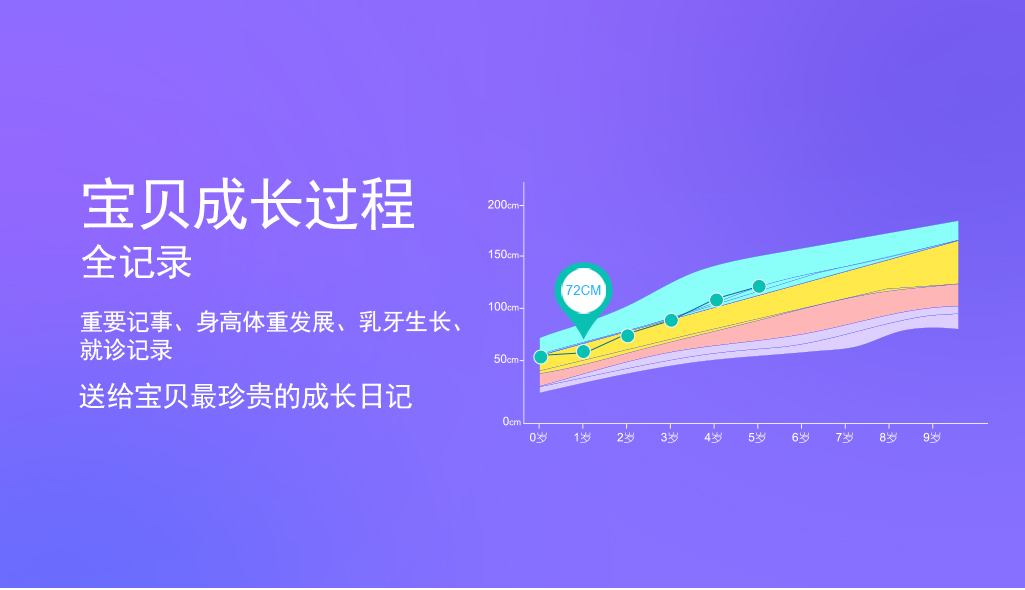 宝贝成长过程
全记录
重要记事、身高体重发展、乳牙生长、
就诊记录
送给宝贝最珍贵的成长日记
200cm
150cm
72CM
100cm
50cm
0cm
0岁 1岁 2岁 3岁 4岁 5岁 6岁 7岁 8岁 9岁